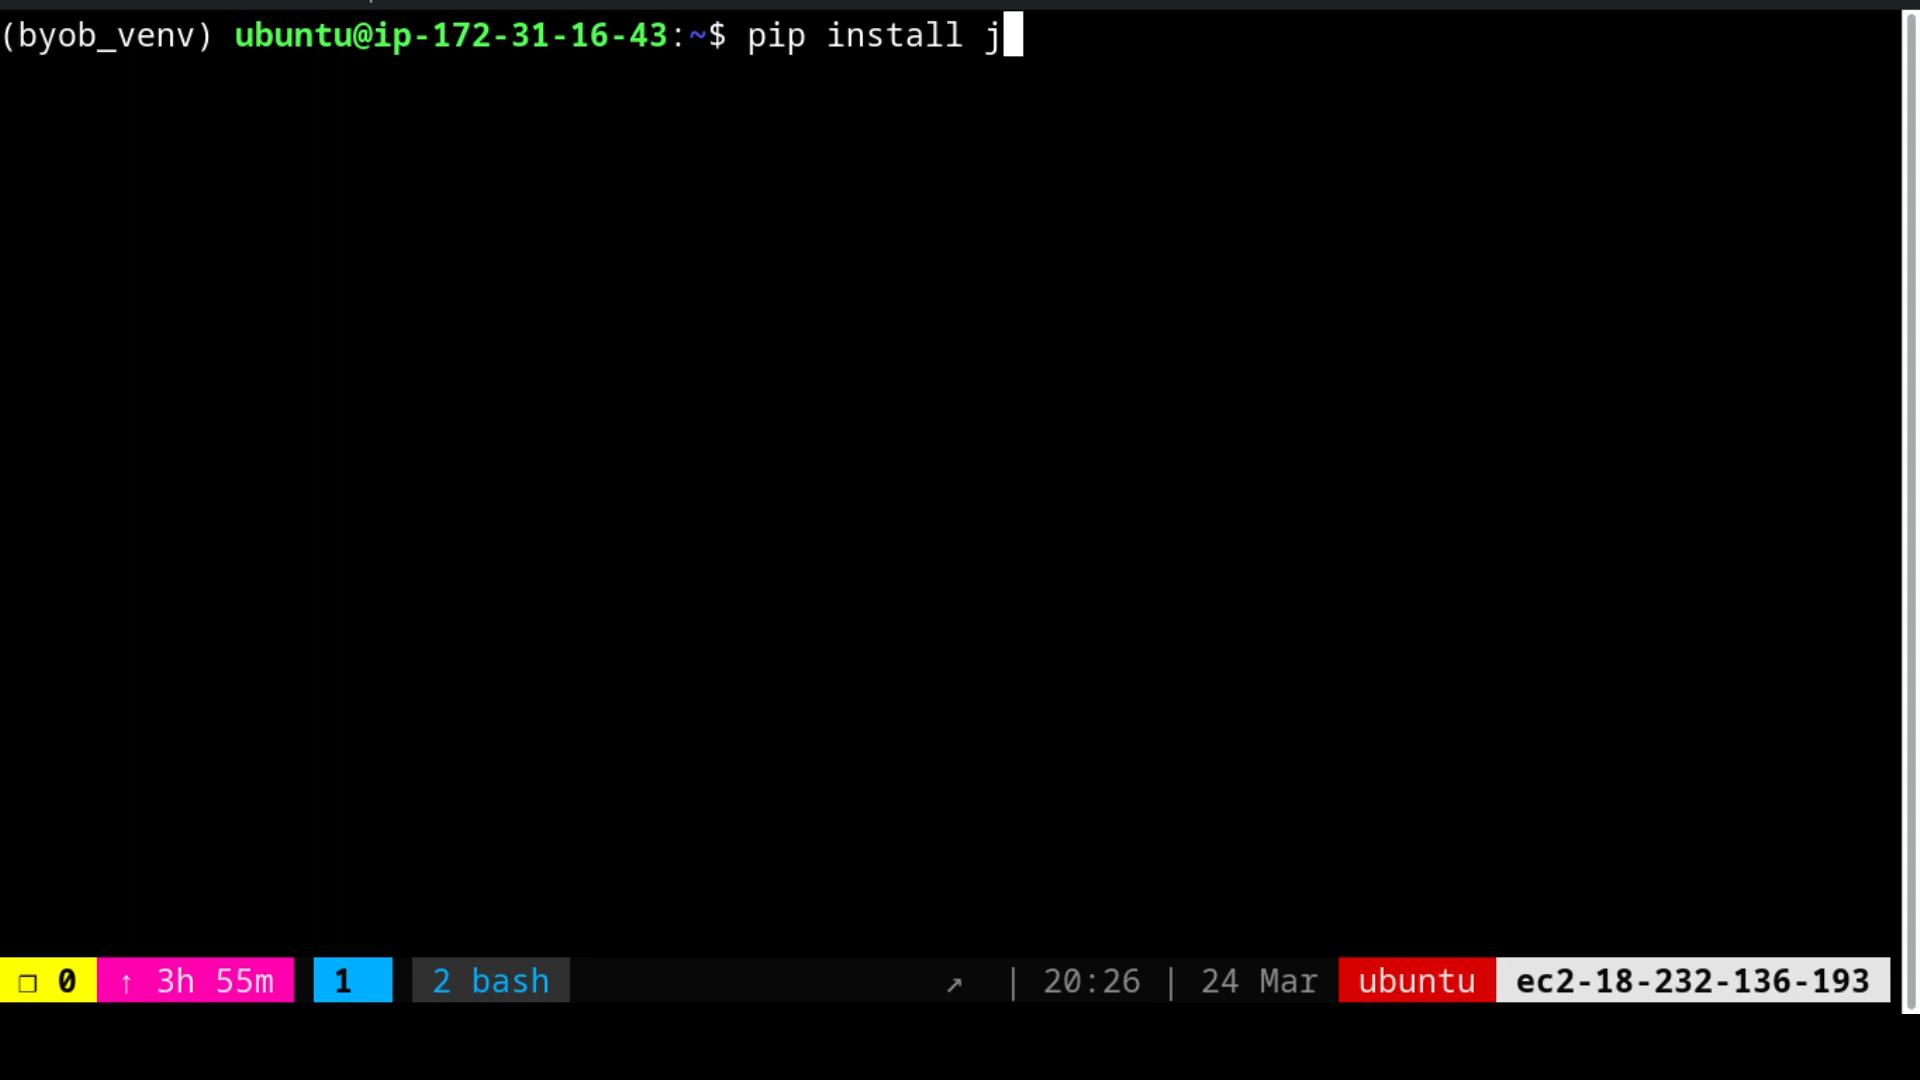 (byob_venv) ubuntu@ip-172-31-16-43:~$ pip install j
❐ 0 ↑ 3h 55m 1 2 bash ↗ | 20:26 | 24 Mar ubuntu ec2-18-232-136-193